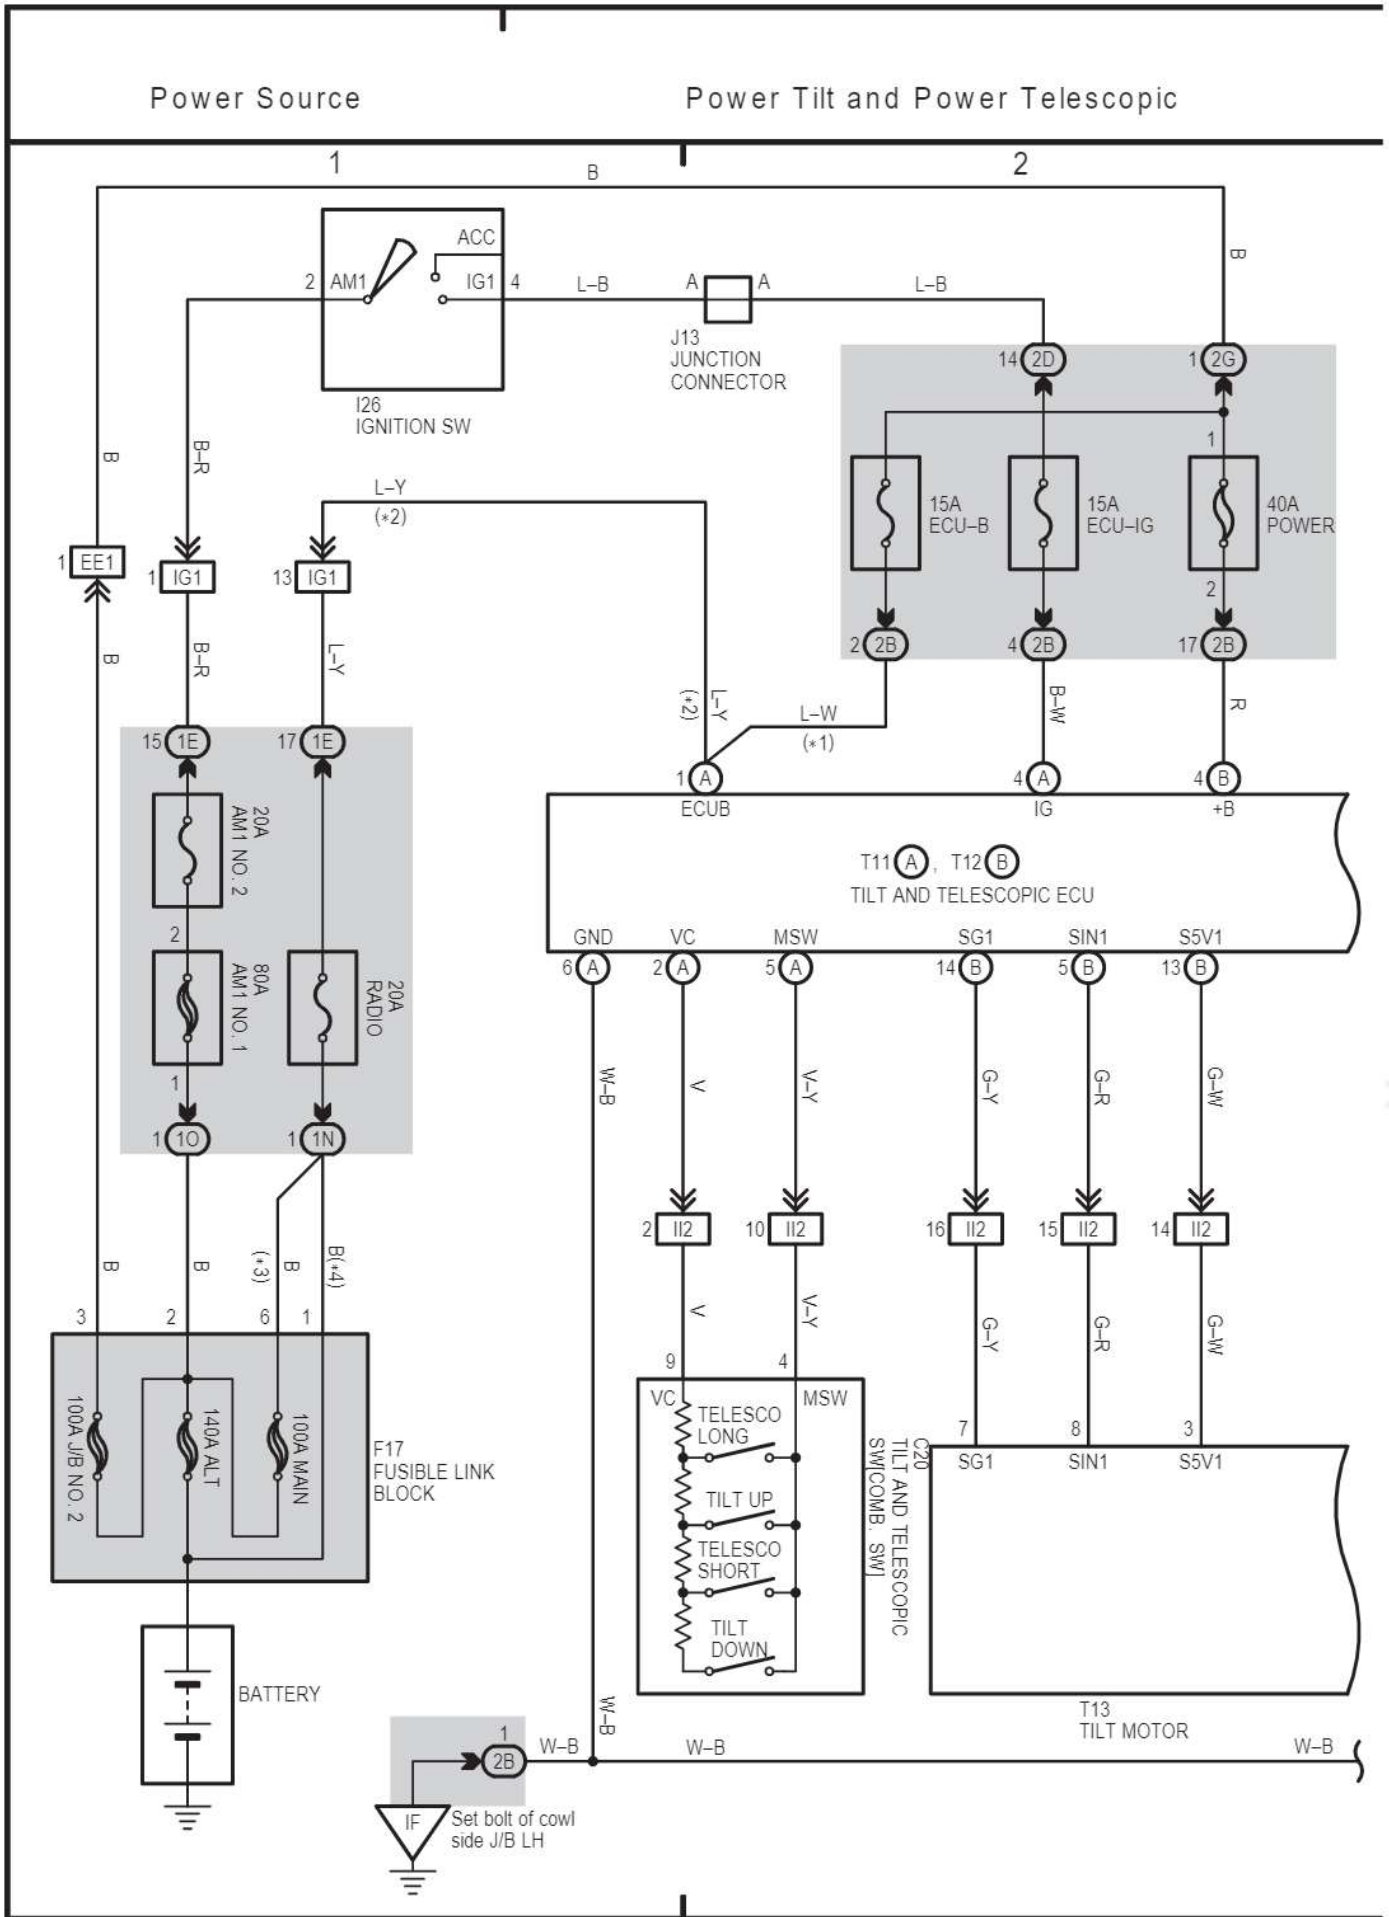 Power Source
Power Tilt and Power Telescopic
1
2
B
B
ACC
2
AM1
IG1
4
L–B
A
A
L–B
J13
JUNCTION
CONNECTOR
I26
IGNITION SW
14
2D
1
2G
1
B
B–R
L–Y
(*2)
15A
ECU–B
15A
ECU–IG
40A
POWER
1
EE1
1
IG1
13
IG1
2
B
B–R
L–Y
2
2B
4
2B
17
2B
L–Y
(*2)
L–W
(*1)
B–W
R
15
1E
17
1E
1
A
4
A
4
B
ECUB
IG
+B
20A
AM1 NO. 2
T11
A
,
T12
B
TILT AND TELESCOPIC ECU
2
80A
AM1 NO. 1
20A
RADIO
GND
VC
MSW
SG1
SIN1
S5V1
6
A
2
A
5
A
14
B
5
B
13
B
1
W–B
V
V–Y
G–Y
G–R
G–W
1
1O
1
1N
2
II2
10
II2
16
II2
15
II2
14
II2
B
B
(*3)
B
B(*4)
V
V–Y
G–Y
G–R
G–W
3
2
6
1
9
4
7
8
3
100A J/B NO. 2
140A ALT
100A MAIN
F17
FUSIBLE LINK
BLOCK
VC
MSW
TELESCO
LONG
TILT UP
TELESCO
SHORT
TILT
DOWN
C20
TILT AND TELESCOPIC
SW[COMB. SW]
SG1
SIN1
S5V1
BATTERY
T13
TILT MOTOR
W–B
1
2B
W–B
W–B
W–B
IF
Set bolt of cowl
side J/B LH